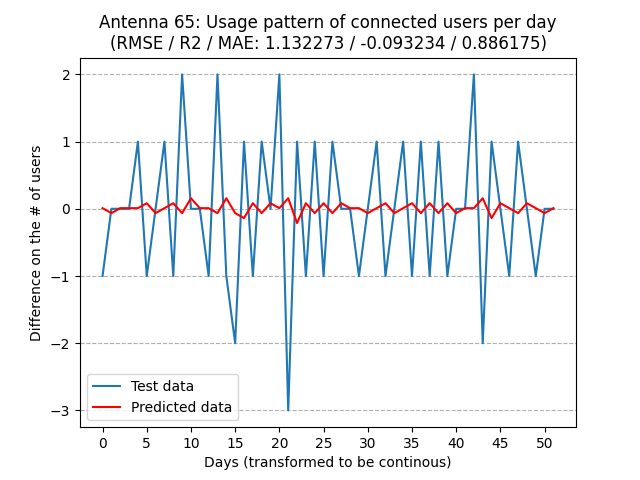 Antenna 65: Usage pattern of connected users per day
(RMSE / R2 / MAE: 1.132273 / -0.093234 / 0.886175)
Difference on the # of users
2
1
0
−1
−2
−3
Test data
Predicted data
0 5 10 15 20 25 30 35 40 45 50
Days (transformed to be continous)